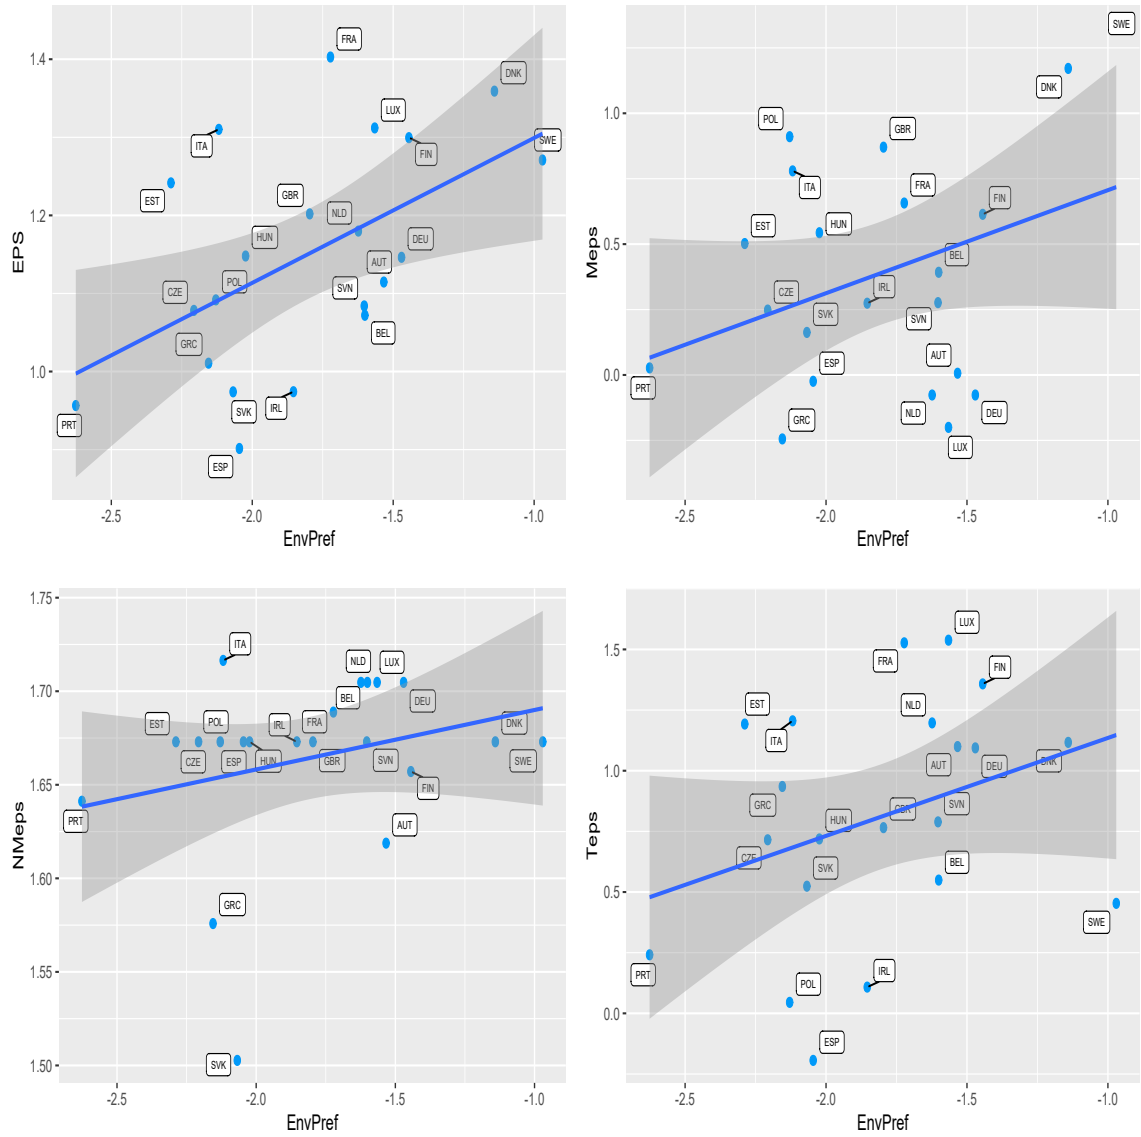 FRA
1.4
DNK
LUX
ITA
FIN
SWE
EST
GBR
NLD
1.2
HUN
DEU
AUT
POL
CZE
SVN
BEL
GRC
1.0
SVK
IRL
PRT
ESP
EPS
-2.5
-2.0
-1.5
-1.0
EnvPref
SWE
DNK
1.0
POL
GBR
ITA
FRA
FIN
HUN
EST
0.5
BEL
IRL
CZE
SVK
SVN
AUT
ESP
0.0
PRT
NLD
DEU
GRC
LUX
Meps
-2.5
-2.0
-1.5
-1.0
EnvPref
1.75
ITA
NLD
LUX
1.70
BEL
DEU
EST
POL
IRL
FRA
DNK
CZE
ESP
HUN
GBR
SVN
SWE
1.65
FIN
PRT
AUT
1.60
GRC
1.55
SVK
1.50
NMeps
-2.5
-2.0
-1.5
-1.0
EnvPref
LUX
1.5
FRA
FIN
EST
NLD
ITA
1.0
AUT
DEU
DNK
GRC
SVN
GBR
HUN
CZE
SVK
BEL
0.5
SWE
PRT
IRL
POL
0.0
ESP
Teps
-2.5
-2.0
-1.5
-1.0
EnvPref